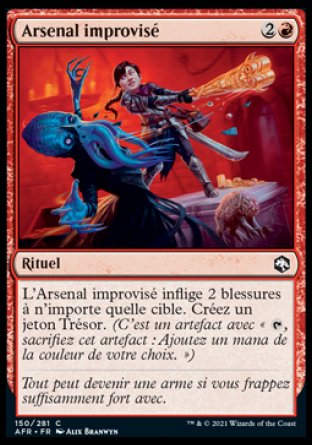 Arsenal improvisé 2
Rituel
L'Arsenal improvisé inflige 2 blessures
à n'importe quelle cible. Créez un
jeton Trésor. (C'est un artefact avec « ,
sacrifiez cet artefact : Ajoutez un mana de
la couleur de votre choix. »)
Tout peut devenir une arme si vous frappez
suffisamment fort avec.
150/281 C
AFR • FR Alix Branwyn
™ & © 2021 Wizards of the Coast